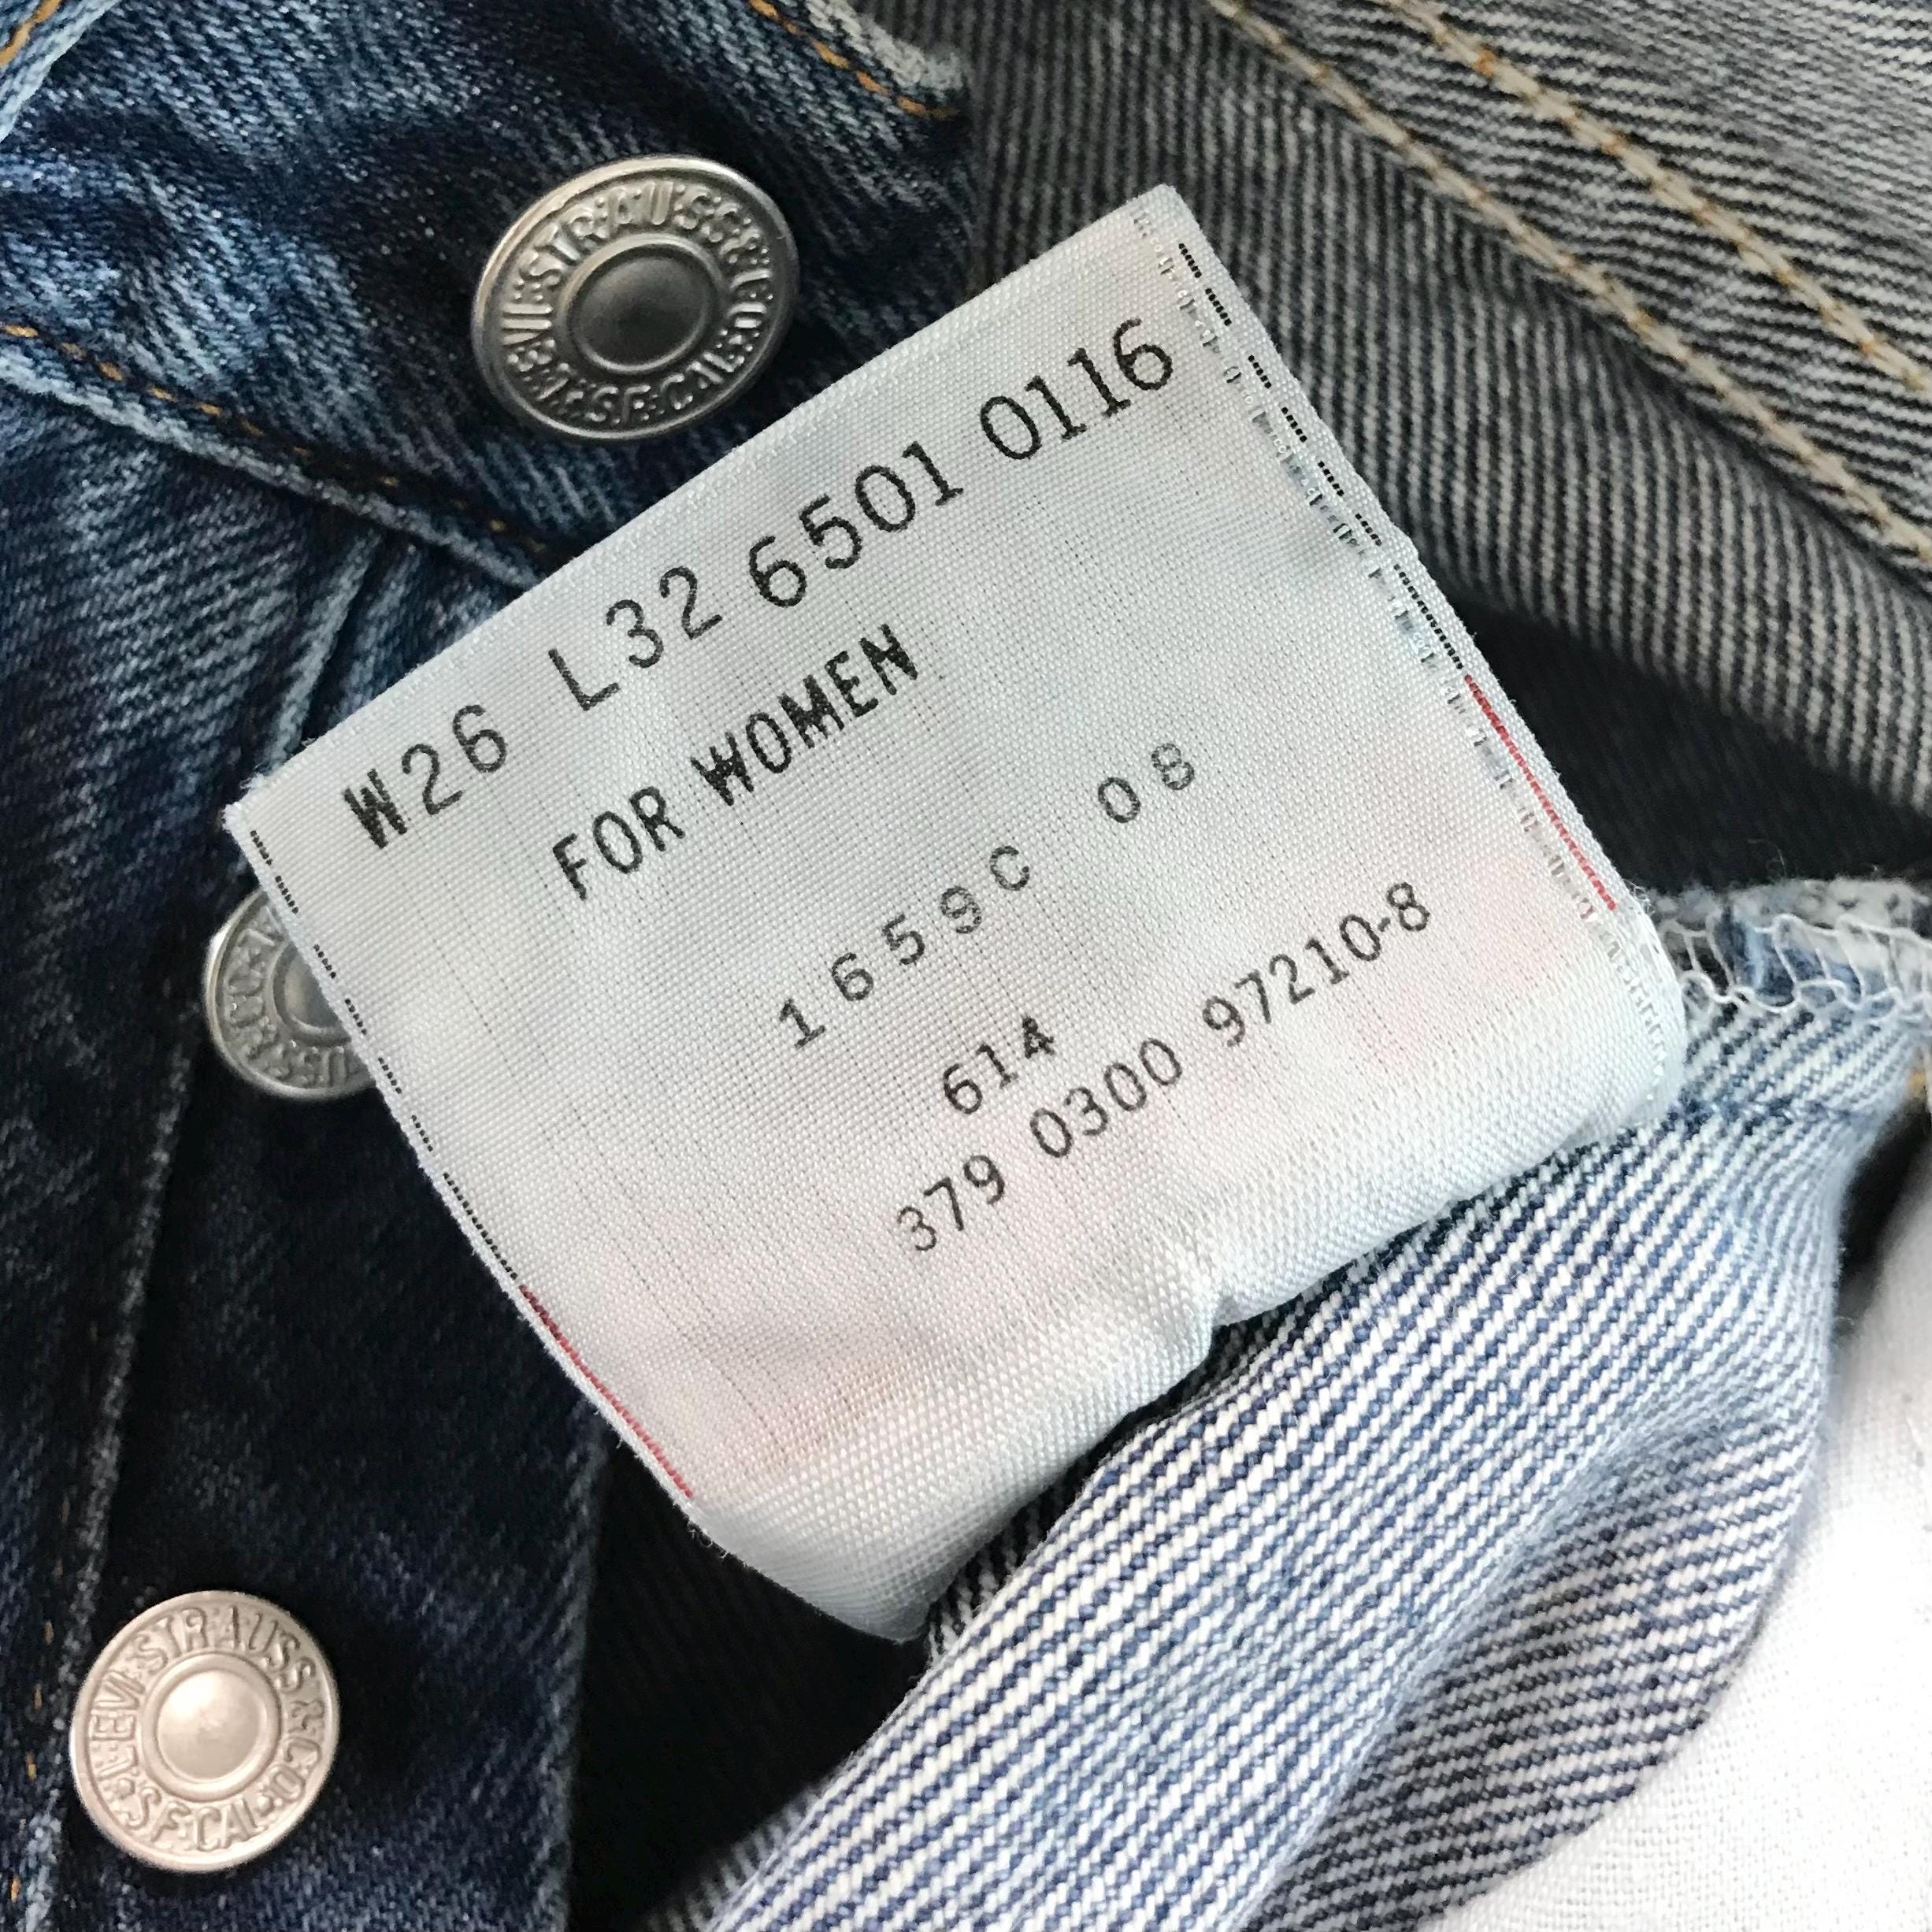 LEVI STRAUSS & CO. S.F. CAL.
W26 L32 6501 0116
FOR WOMEN
1659C 08
614
379 0300 97210-8
LEVI STRAUSS & CO S.F. CAL